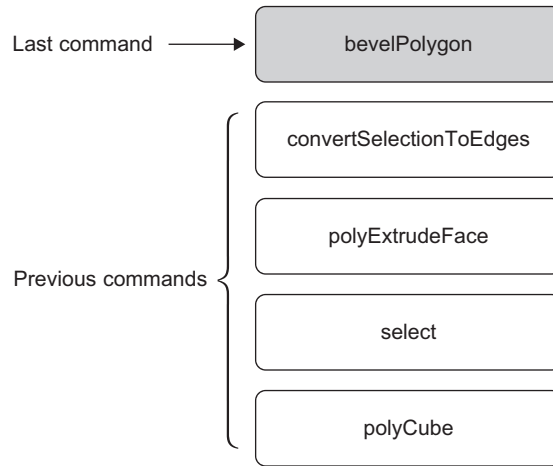 Last command
bevelPolygon
convertSelectionToEdges
polyExtrudeFace
Previous commands
select
polyCube